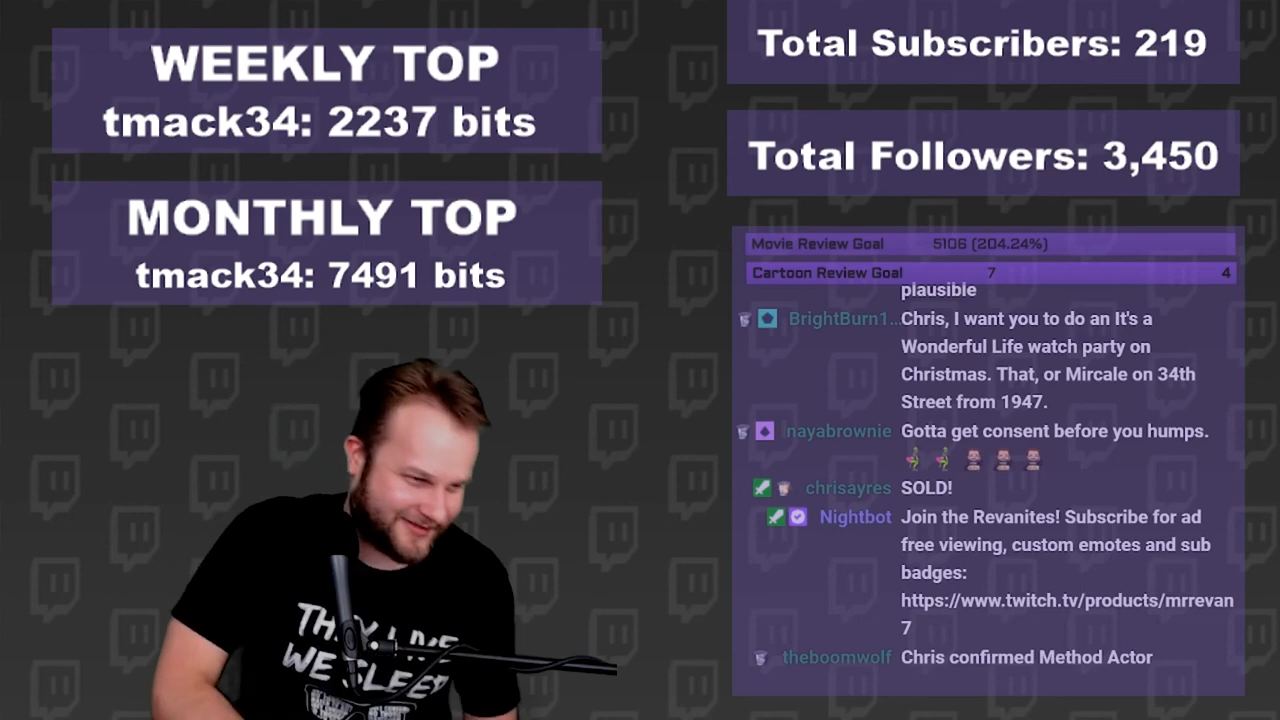 WEEKLY TOP
tmack34: 2237 bits
MONTHLY TOP
tmack34: 7491 bits
Total Subscribers: 219
Total Followers: 3,450
Movie Review Goal 5106 (204.24%)
Cartoon Review Goal 7 4
plausible
BrightBurn1... Chris, I want you to do an It's a
Wonderful Life watch party on
Christmas. That, or Mircale on 34th
Street from 1947.
nayabrownie Gotta get consent before you humps.
chrisayres SOLD!
Nightbot Join the Revanites! Subscribe for ad
free viewing, custom emotes and sub
badges:
https://www.twitch.tv/products/mrrevan
7
theboomwolf Chris confirmed Method Actor
THEY LIVE
WE SLEEP